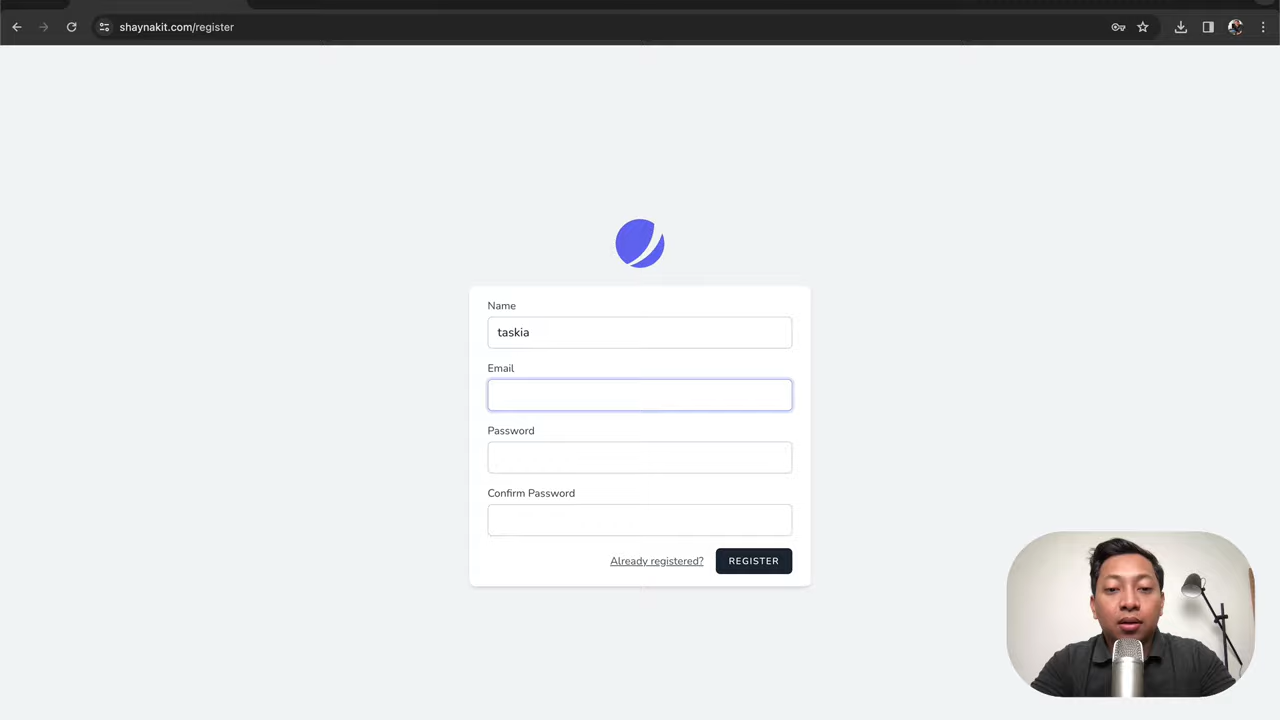 shaynakit.com/register
Name
taskia
Email
Password
Confirm Password
Already registered?
REGISTER